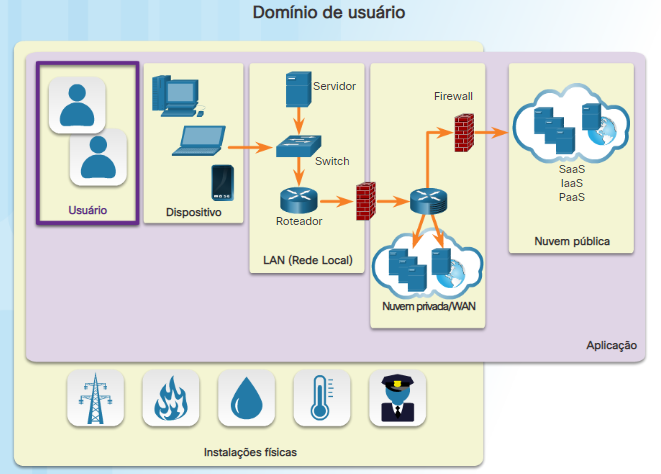 Domínio de usuário
Usuário
Dispositivo
Servidor
Switch
Roteador
LAN (Rede Local)
Firewall
Nuvem privada/WAN
SaaS
IaaS
PaaS
Nuvem pública
Aplicação
Instalações físicas